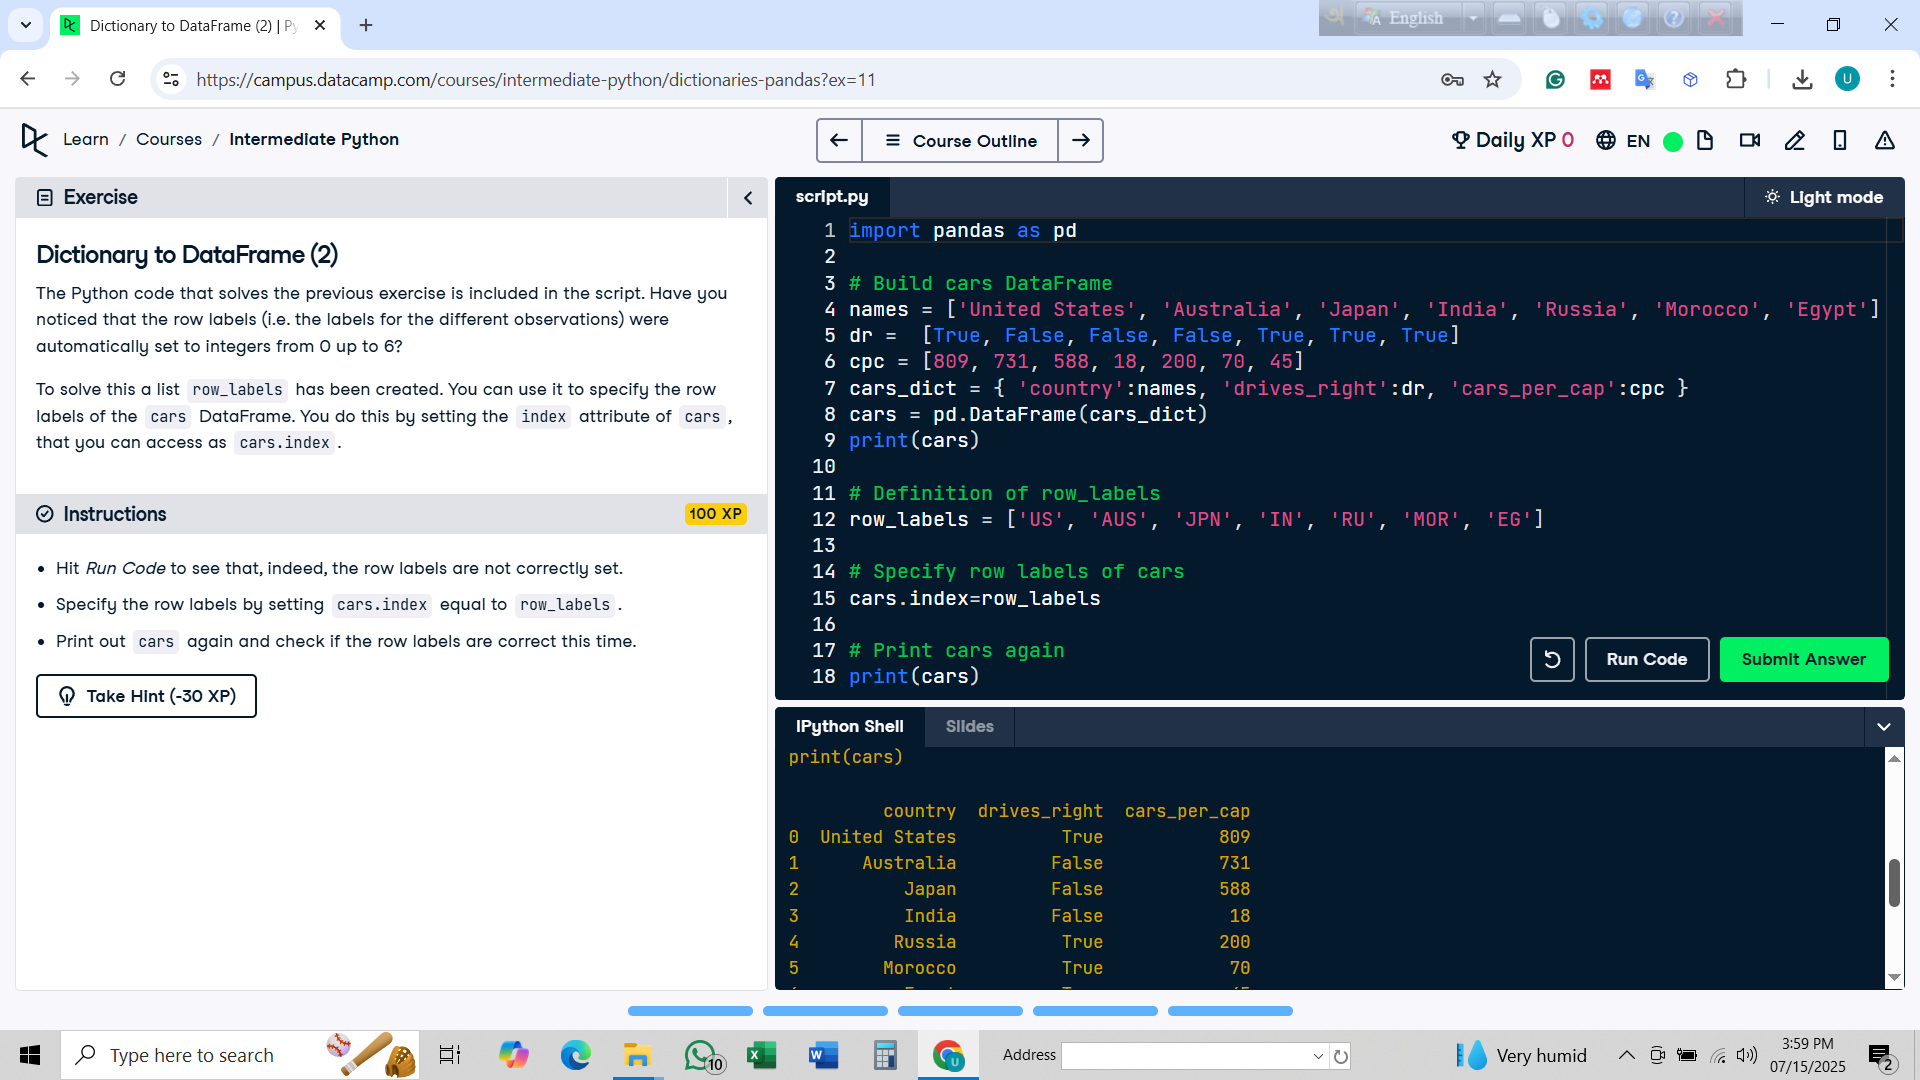 Dictionary to DataFrame (2) | Py
English
https://campus.datacamp.com/courses/intermediate-python/dictionaries-pandas?ex=11
U
Learn / Courses / Intermediate Python
Course Outline
Daily XP 0
EN
Exercise
Dictionary to DataFrame (2)
The Python code that solves the previous exercise is included in the script. Have you
noticed that the row labels (i.e. the labels for the different observations) were
automatically set to integers from 0 up to 6?
To solve this a list row_labels has been created. You can use it to specify the row
labels of the cars DataFrame. You do this by setting the index attribute of cars,
that you can access as cars.index.
Instructions
100 XP
• Hit Run Code to see that, indeed, the row labels are not correctly set.
• Specify the row labels by setting cars.index equal to row_labels.
• Print out cars again and check if the row labels are correct this time.
Take Hint (-30 XP)
script.py
Light mode
1 import pandas as pd
2
3 # Build cars DataFrame
4 names = ['United States', 'Australia', 'Japan', 'India', 'Russia', 'Morocco', 'Egypt']
5 dr =  [True, False, False, False, True, True, True]
6 cpc = [809, 731, 588, 18, 200, 70, 45]
7 cars_dict = { 'country':names, 'drives_right':dr, 'cars_per_cap':cpc }
8 cars = pd.DataFrame(cars_dict)
9 print(cars)
10
11 # Definition of row_labels
12 row_labels = ['US', 'AUS', 'JPN', 'IN', 'RU', 'MOR', 'EG']
13
14 # Specify row labels of cars
15 cars.index=row_labels
16
17 # Print cars again
18 print(cars)
Run Code
Submit Answer
IPython Shell
Slides
print(cars)
country drives_right cars_per_cap
0 United States True 809
1 Australia False 731
2 Japan False 588
3 India False 18
4 Russia True 200
5 Morocco True 70
Type here to search
10
Address
Very humid
3:59 PM
07/15/2025
2